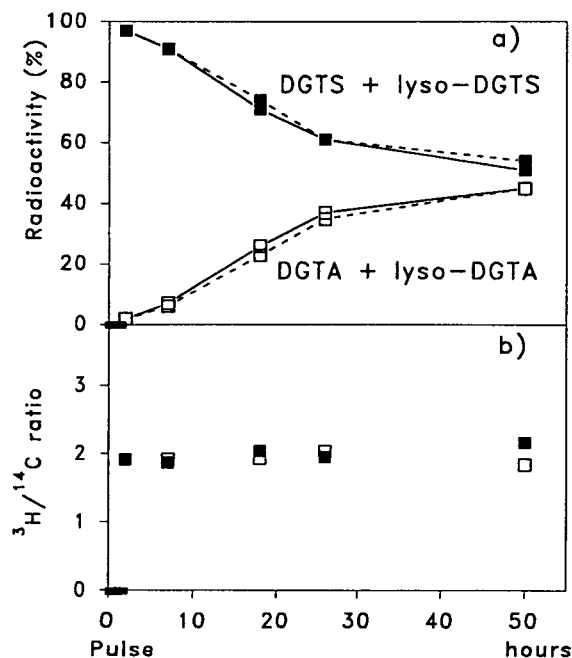 a)
100
80
60
40
20
0
Radioactivity (%)
DGTS + lyso-DGTS
DGTA + lyso-DGTA
b)
3
2
1
0
³H/¹⁴C ratio
0 10 20 30 40 50
Pulse hours